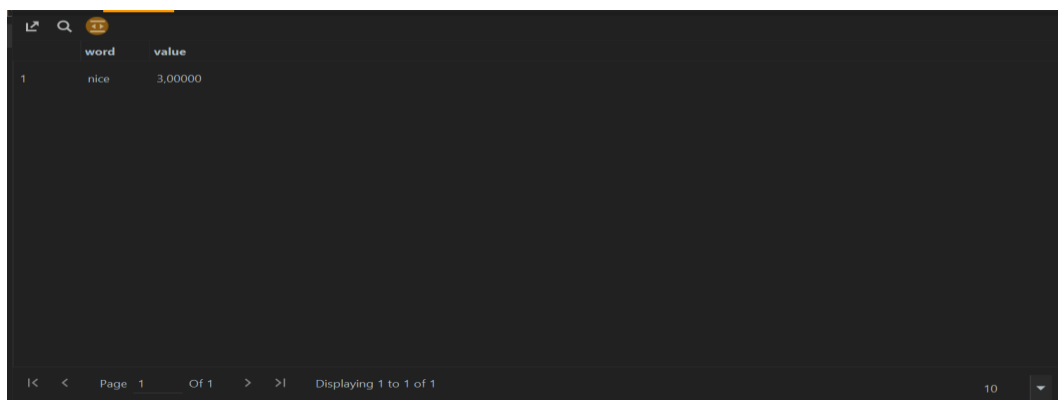 word value
1 nice 3,00000
Page 1 Of 1 Displaying 1 to 1 of 1 10